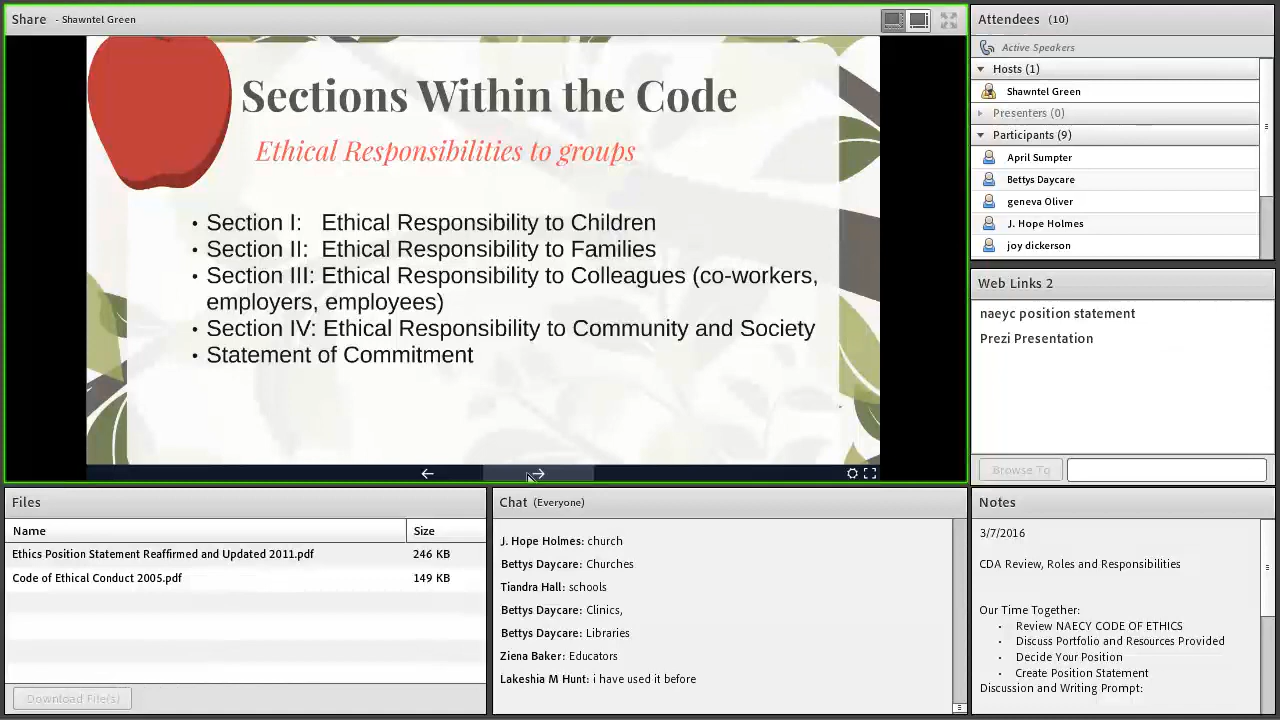 Share - Shawntel Green
Sections Within the Code
Ethical Responsibilities to groups
• Section I: Ethical Responsibility to Children
• Section II: Ethical Responsibility to Families
• Section III: Ethical Responsibility to Colleagues (co-workers,
employers, employees)
• Section IV: Ethical Responsibility to Community and Society
• Statement of Commitment
Attendees (10)
Active Speakers
Hosts (1)
Shawntel Green
Presenters (0)
Participants (9)
April Sumpter
Bettys Daycare
geneva Oliver
J. Hope Holmes
joy dickerson
Web Links 2
naeyc position statement
Prezi Presentation
Browse To
Files
Name Size
Ethics Position Statement Reaffirmed and Updated 2011.pdf 246 KB
Code of Ethical Conduct 2005.pdf 149 KB
Download File(s)
Chat (Everyone)
J. Hope Holmes: church
Bettys Daycare: Churches
Tiandra Hall: schools
Bettys Daycare: Clinics,
Bettys Daycare: Libraries
Ziena Baker: Educators
Lakeshia M Hunt: i have used it before
Notes
3/7/2016
CDA Review, Roles and Responsibilities
Our Time Together:
• Review NAECY CODE OF ETHICS
• Discuss Portfolio and Resources Provided
• Decide Your Position
• Create Position Statement
Discussion and Writing Prompt: